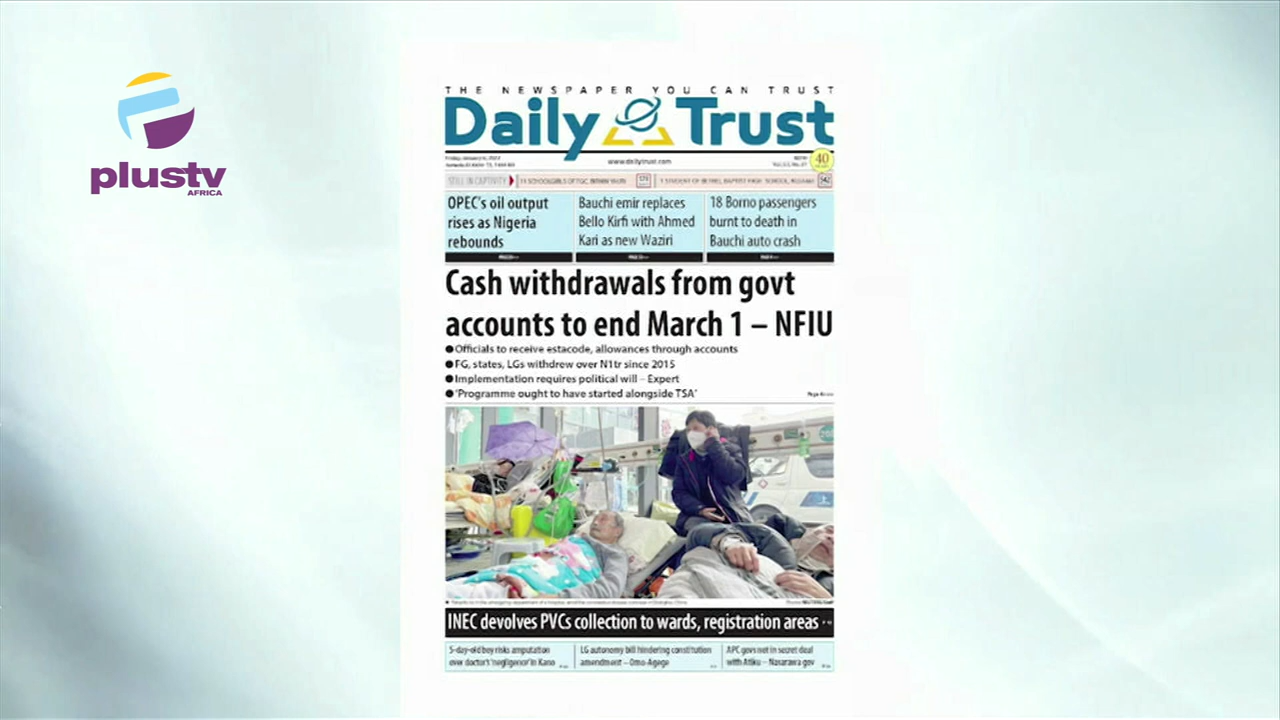 plustv
AFRICA
THE NEWSPAPER YOU CAN TRUST
Daily Trust
www.dailytrust.com
40
STILL IN CAPTIVITY
OPEC's oil output
rises as Nigeria
rebounds
Bauchi emir replaces
Bello Kirfi with Ahmed
Kari as new Waziri
18 Borno passengers
burnt to death in
Bauchi auto crash
Cash withdrawals from govt
accounts to end March 1 – NFIU
● Officials to receive estacode, allowances through accounts
● FG, states, LGs withdrew over N1tr since 2015
● Implementation requires political will – Expert
● 'Programme ought to have started alongside TSA'
INEC devolves PVCs collection to wards, registration areas
5-day-old boy risks amputation
over doctor's 'negligence' in Kano
LG autonomy bill hindering constitution
amendment – Omo-Agege
APC govs not in secret deal
with Atiku – Nasarawa gov